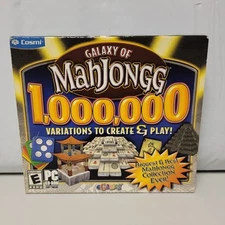 Cosmi
GALAXY OF
MAHJONGG
1,000,000
VARIATIONS TO CREATE & PLAY!
Biggest & Best
Mahjongg
Collection
Ever!
E
PC